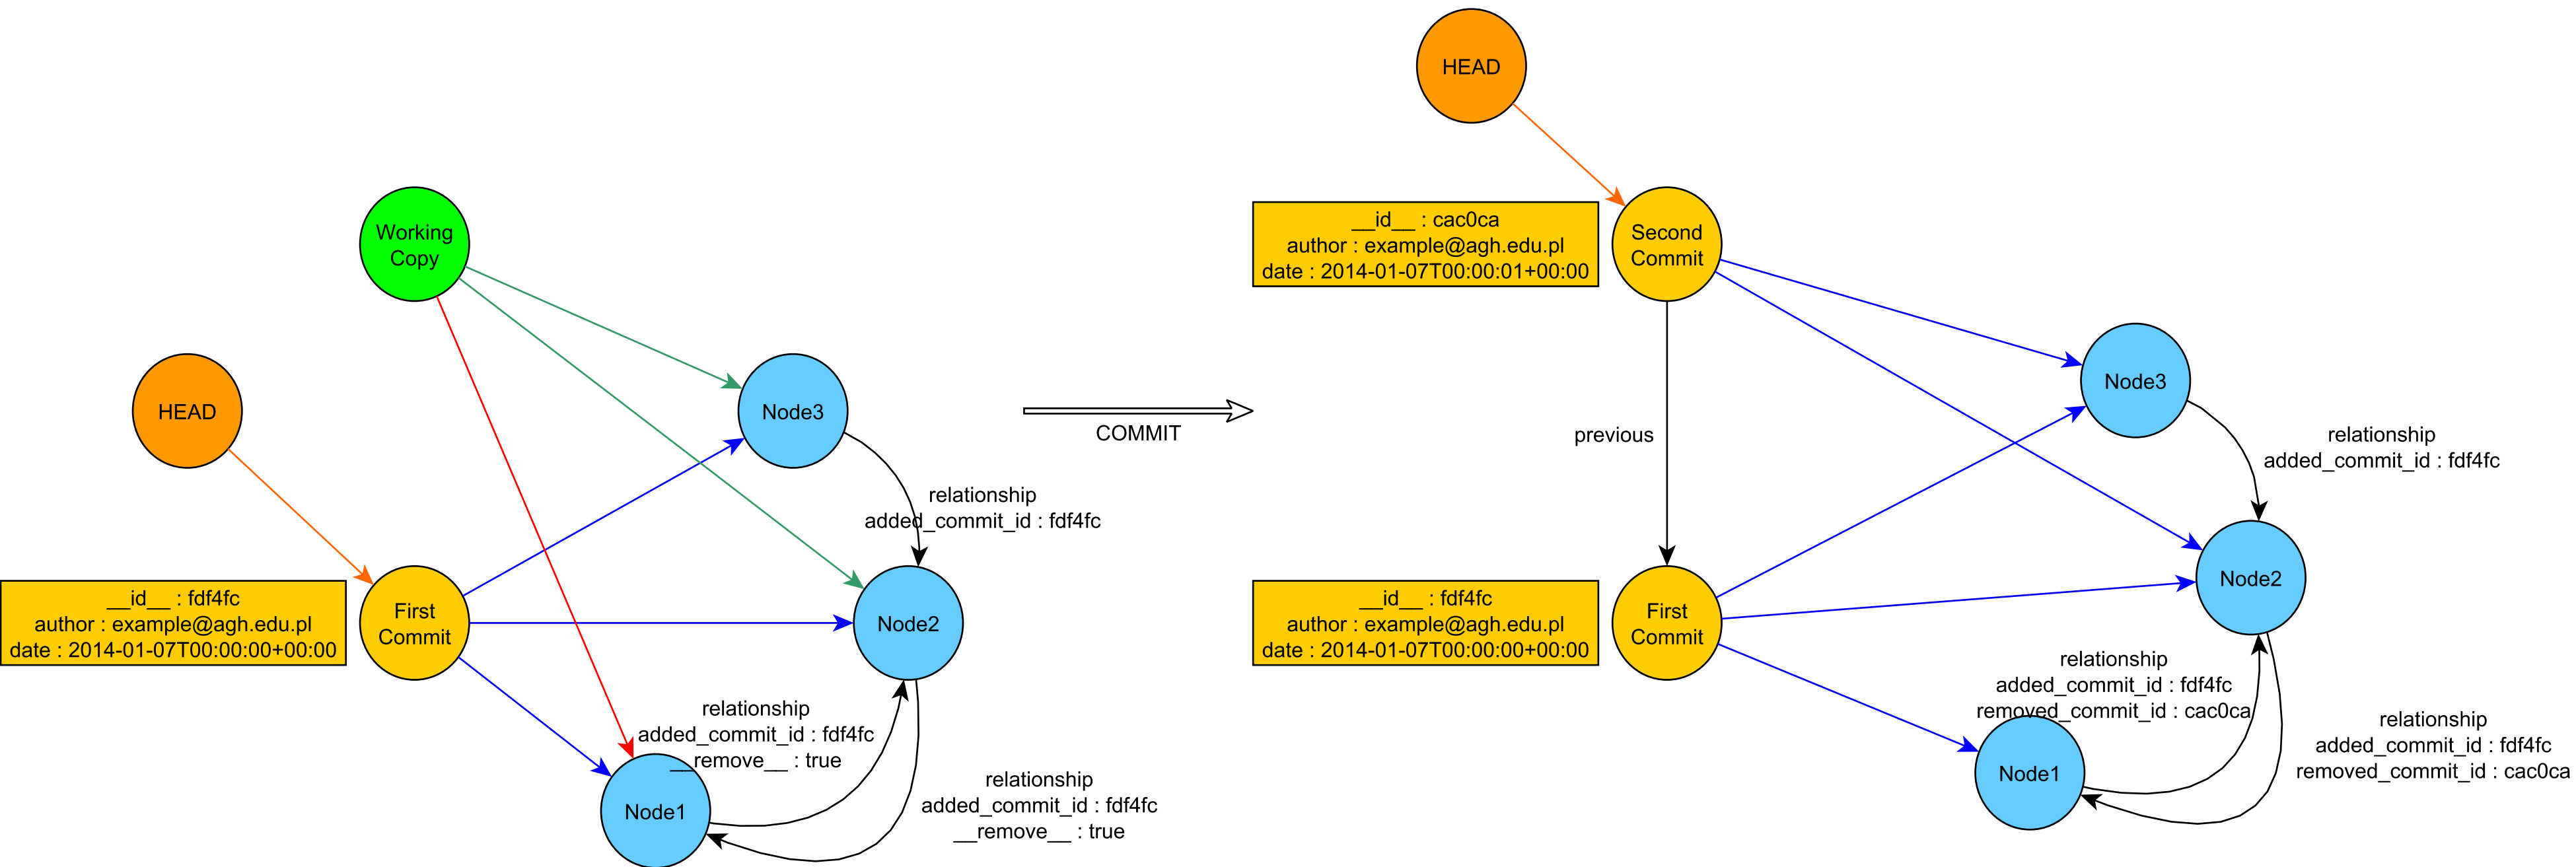 HEAD
Working
Copy
Node3
HEAD
relationship
added_commit_id : fdf4fc
__id__ : fdf4fc
author : example@agh.edu.pl
date : 2014-01-07T00:00:00+00:00
First
Commit
Node2
relationship
added_commit_id : fdf4fc
__remove__ : true
Node1
relationship
added_commit_id : fdf4fc
__remove__ : true
COMMIT
__id__ : cac0ca
author : example@agh.edu.pl
date : 2014-01-07T00:00:01+00:00
Second
Commit
Node3
previous
relationship
added_commit_id : fdf4fc
Node2
__id__ : fdf4fc
author : example@agh.edu.pl
date : 2014-01-07T00:00:00+00:00
First
Commit
relationship
added_commit_id : fdf4fc
removed_commit_id : cac0ca
Node1
relationship
added_commit_id : fdf4fc
removed_commit_id : cac0ca